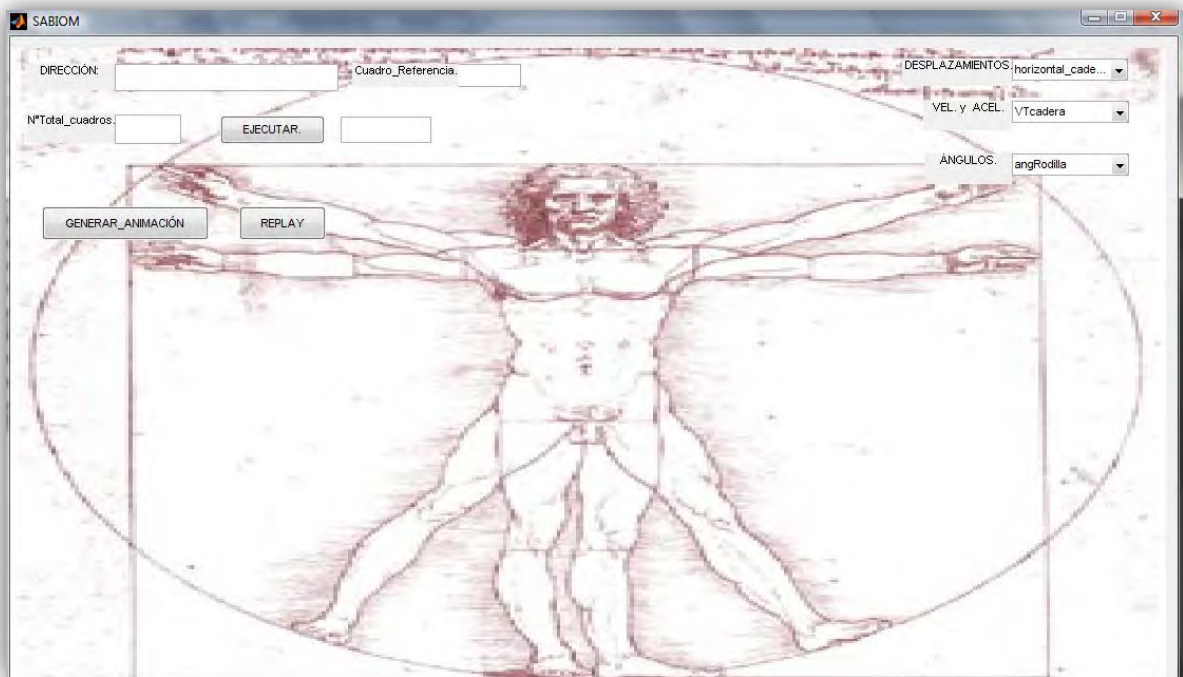 SABIOM
DIRECCIÓN:
Cuadro_Referencia.
DESPLAZAMIENTOS.
horizontal_cade...
N°Total_cuadros.
EJECUTAR.
VEL. y ACEL.
VTcadera
ÁNGULOS.
angRodilla
GENERAR_ANIMACIÓN
REPLAY